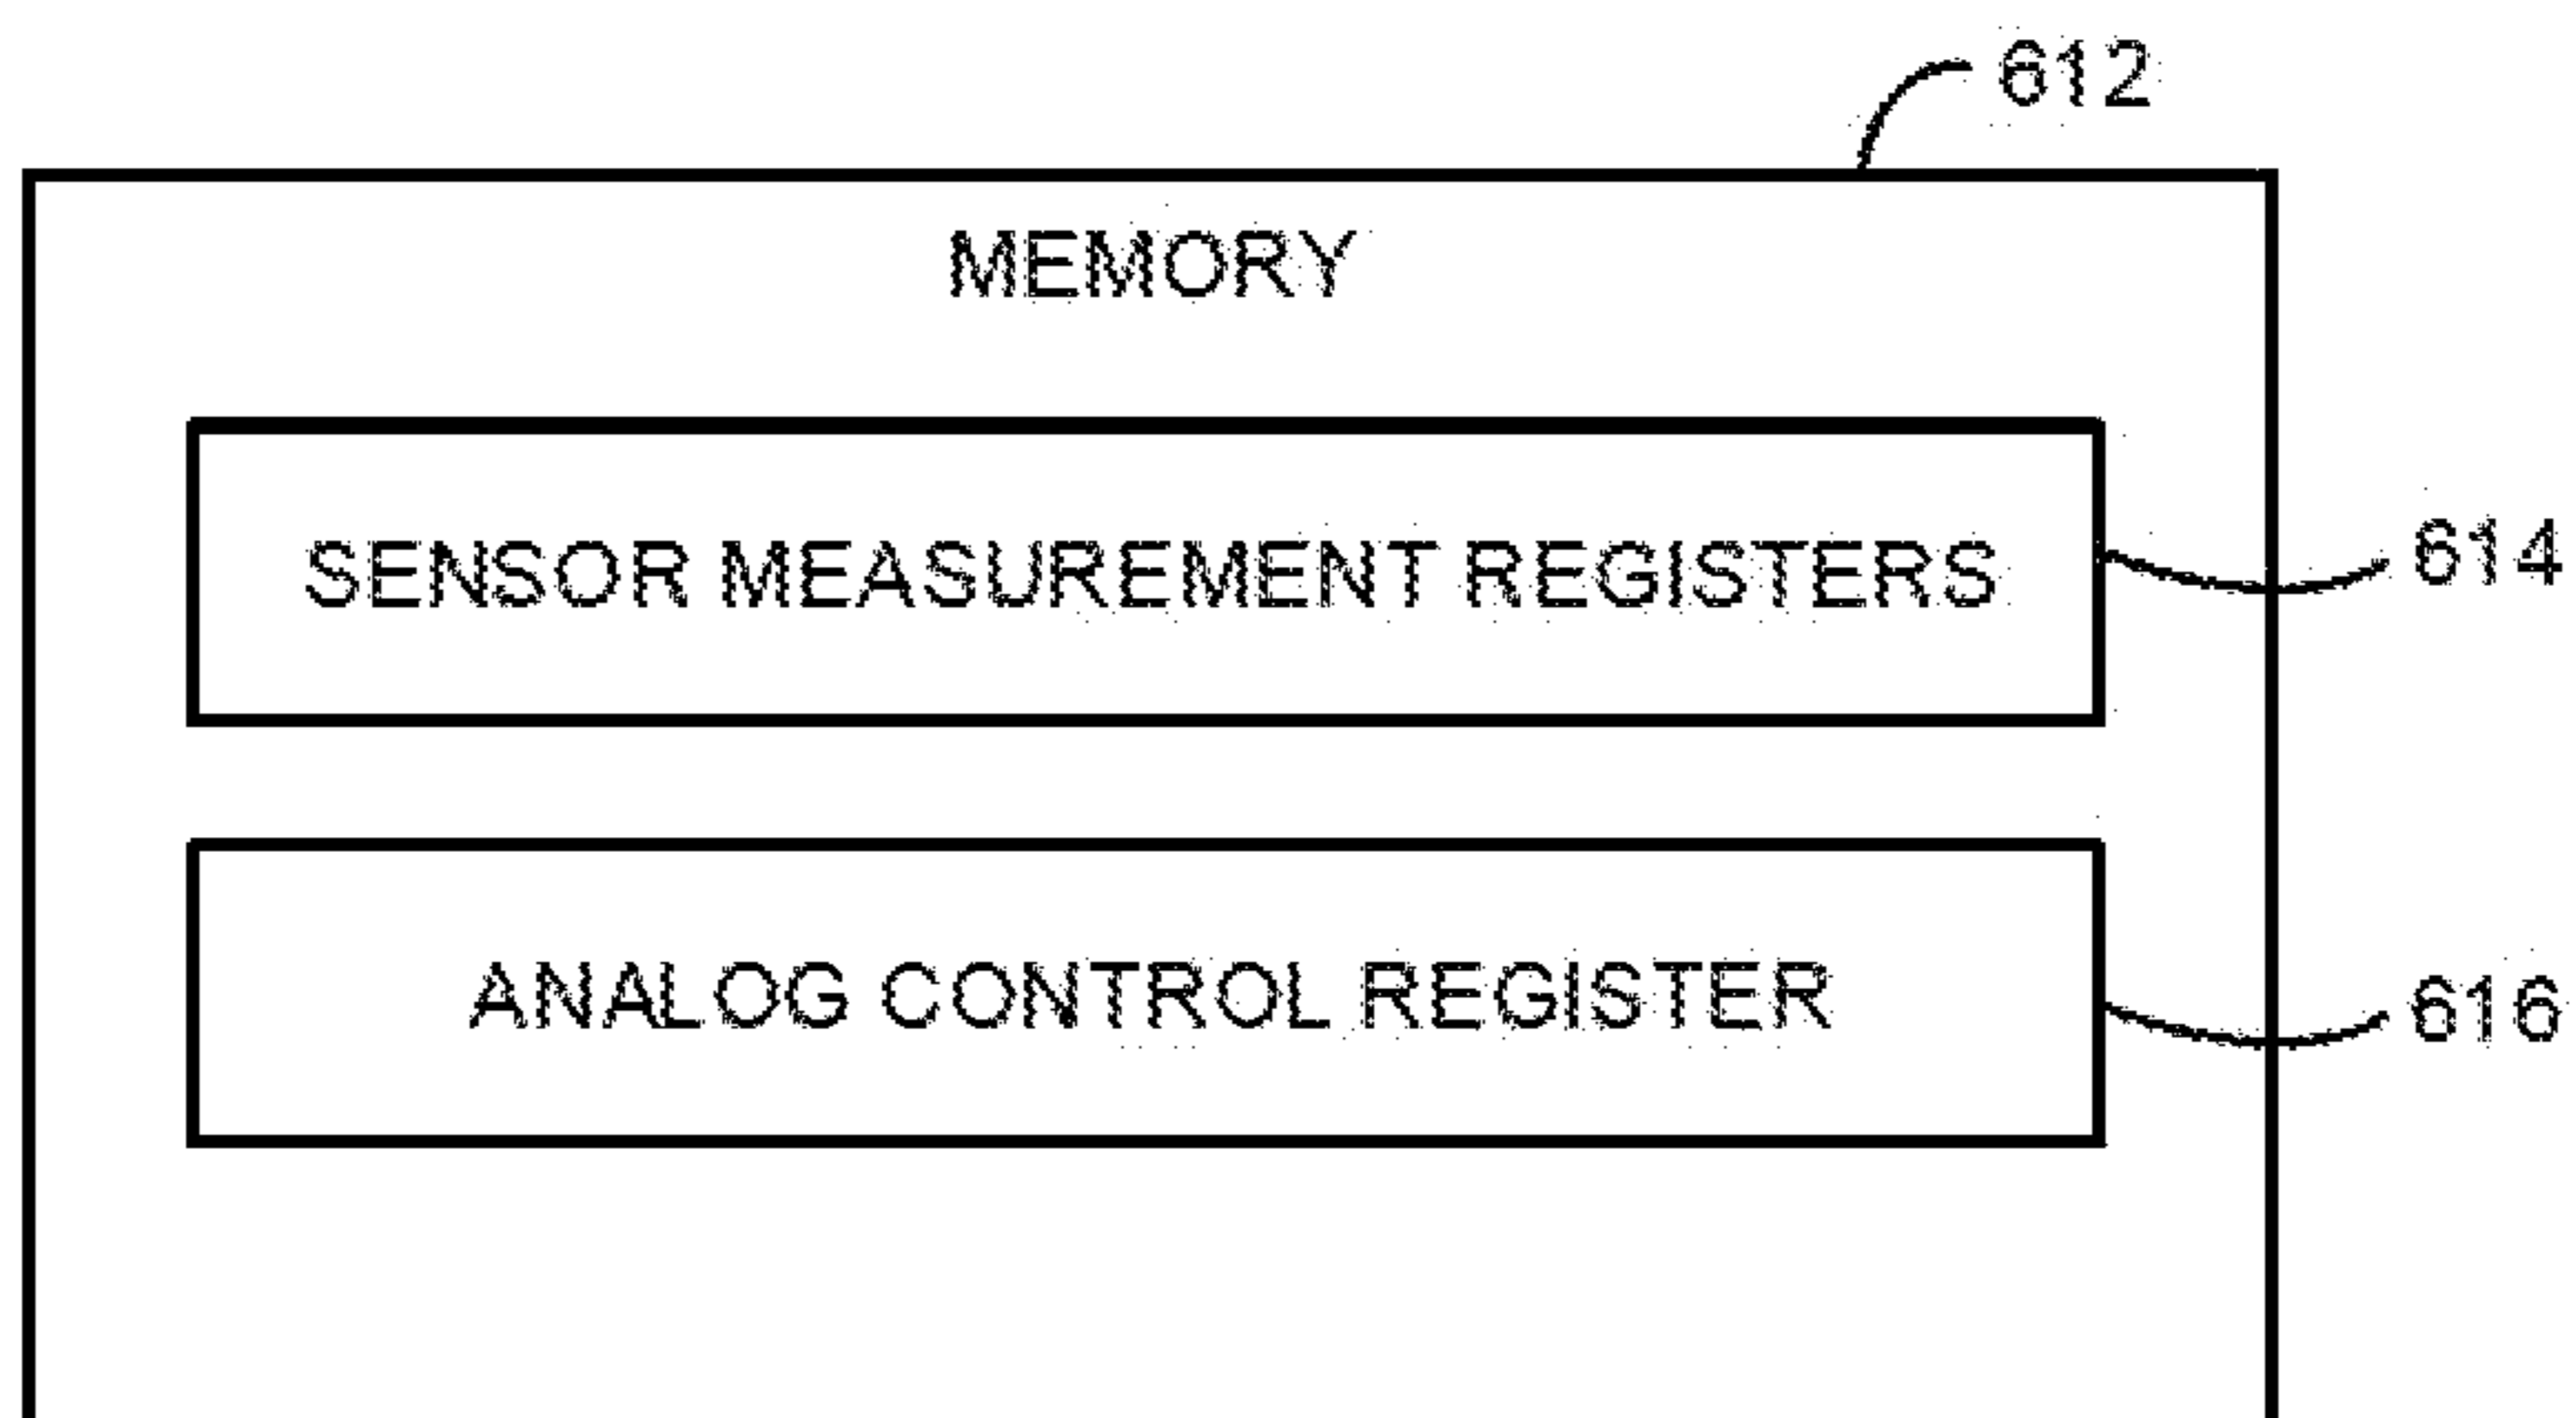 612
MEMORY
SENSOR MEASUREMENT REGISTERS
614
ANALOG CONTROL REGISTER
616